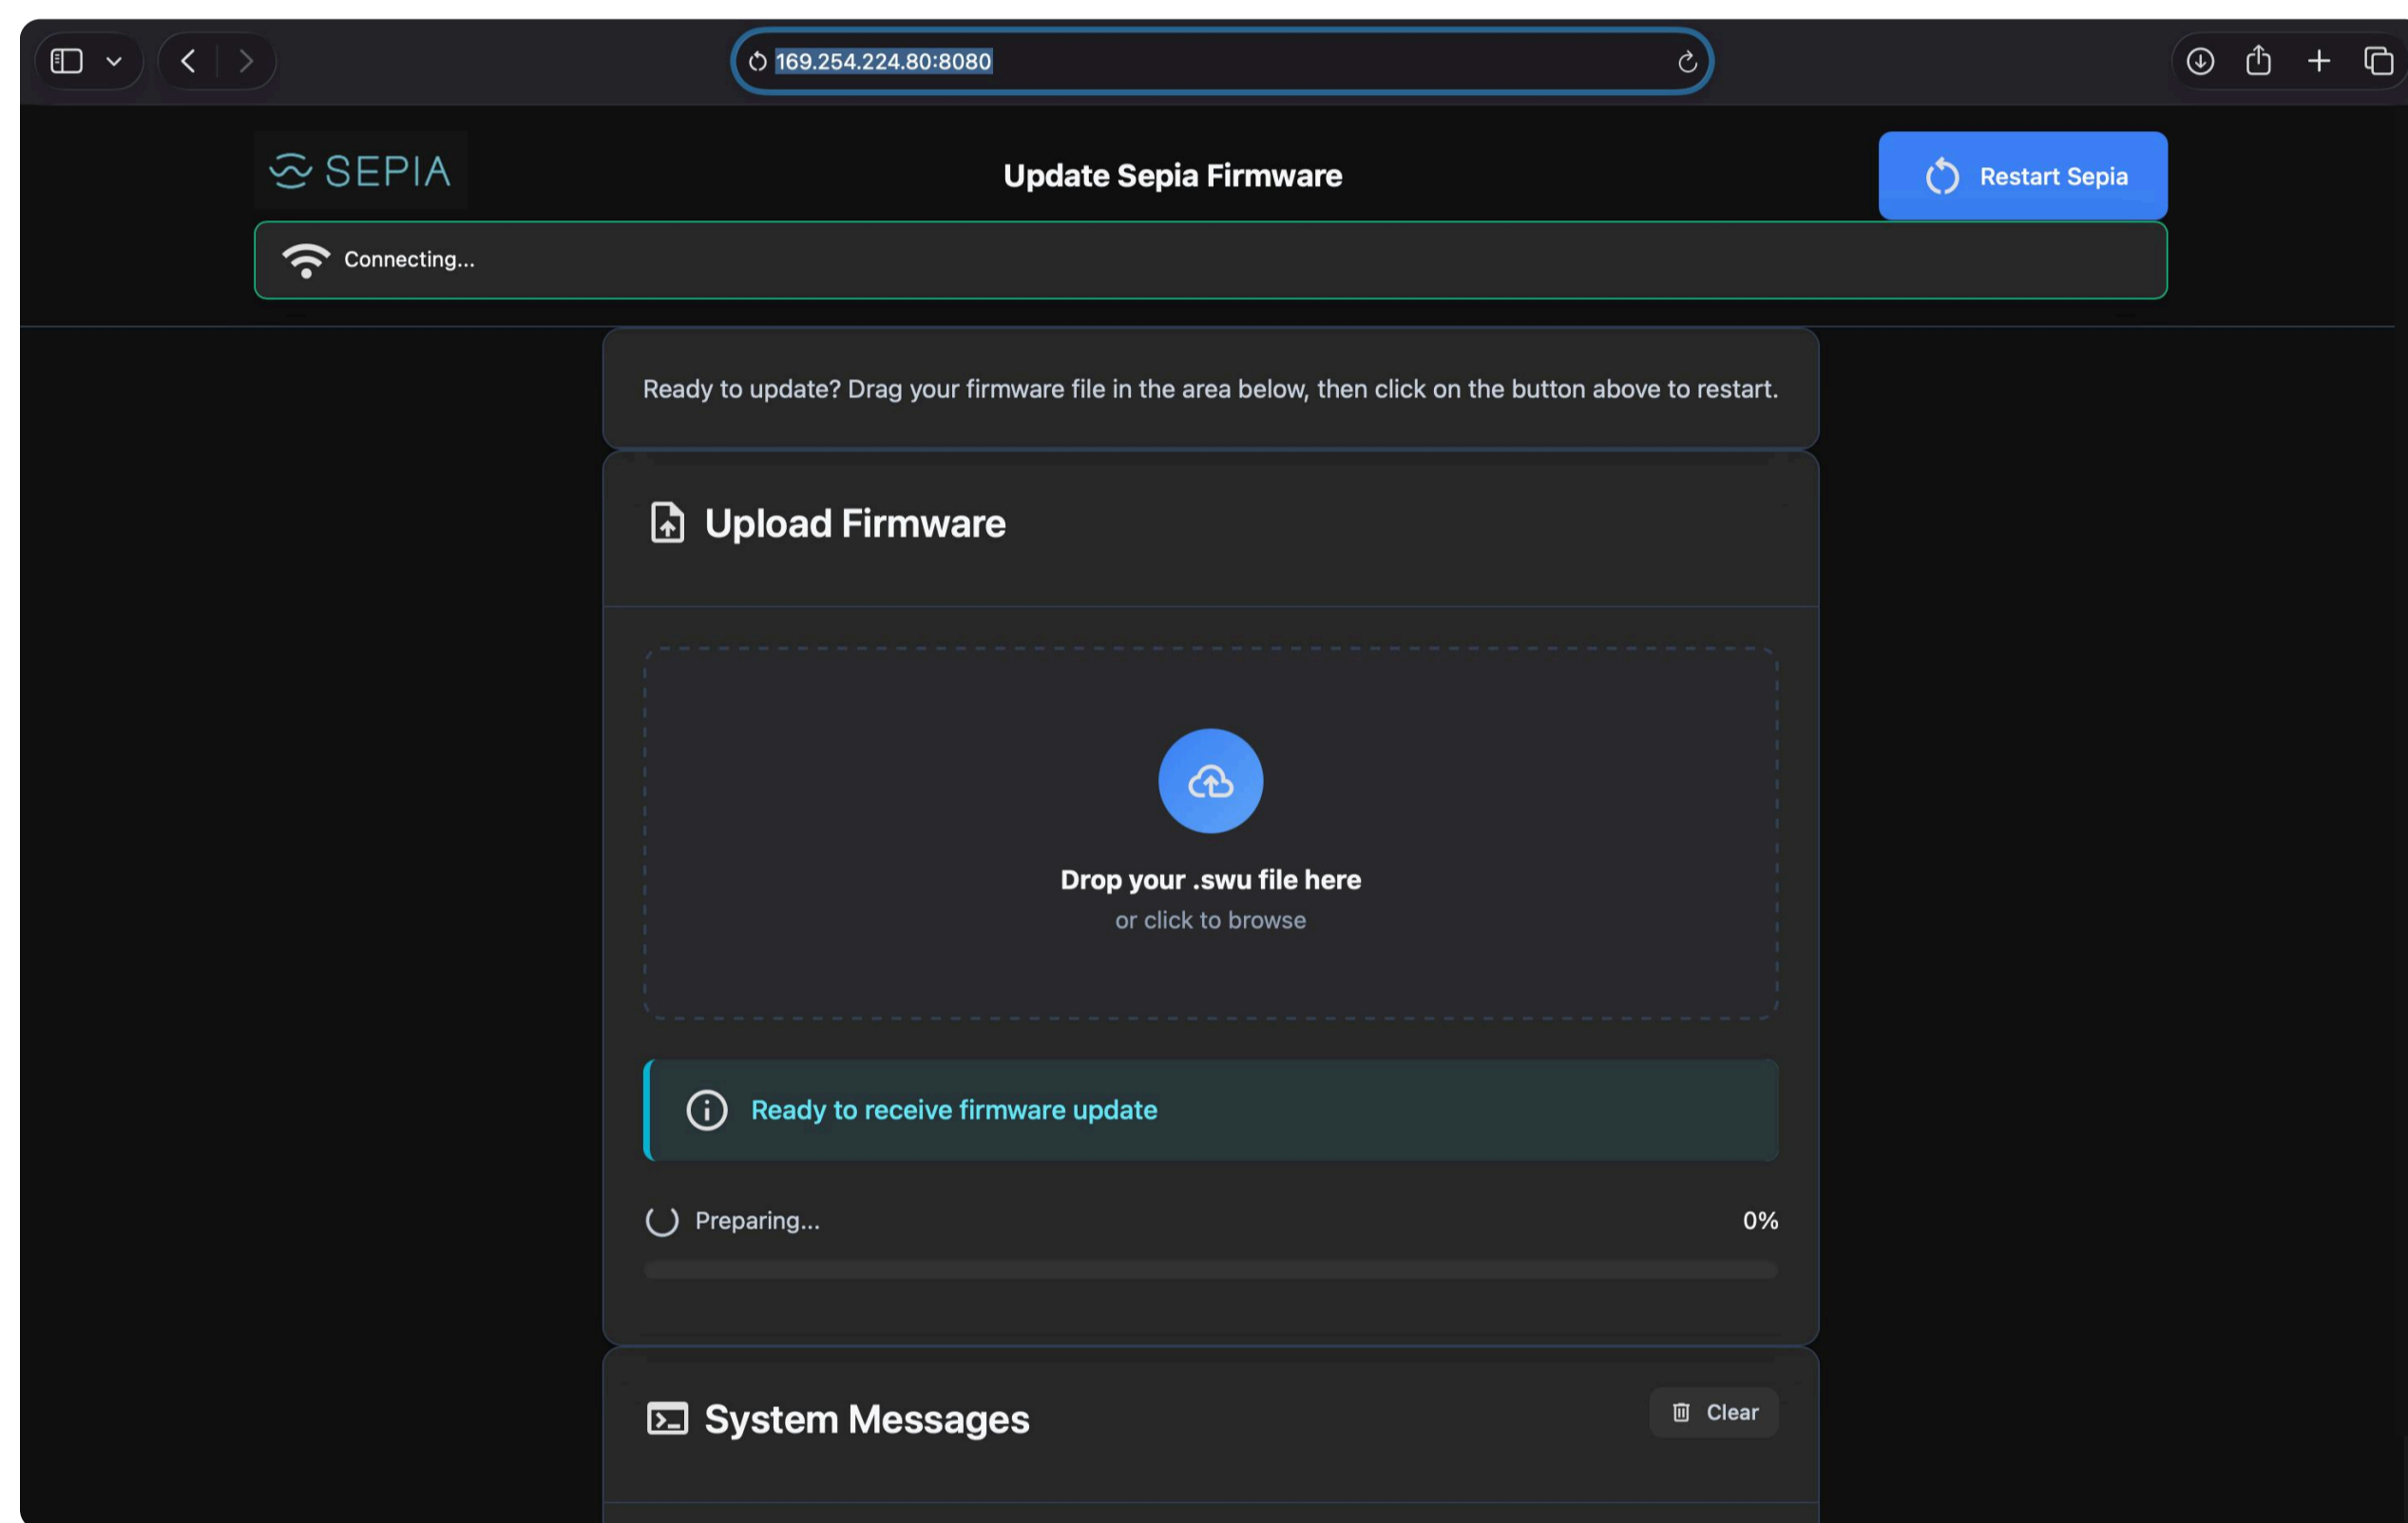 169.254.224.80:8080
SEPIA
Update Sepia Firmware
Restart Sepia
Connecting...
Ready to update? Drag your firmware file in the area below, then click on the button above to restart.
Upload Firmware
Drop your .swu file here
or click to browse
Ready to receive firmware update
Preparing...
0%
System Messages
Clear